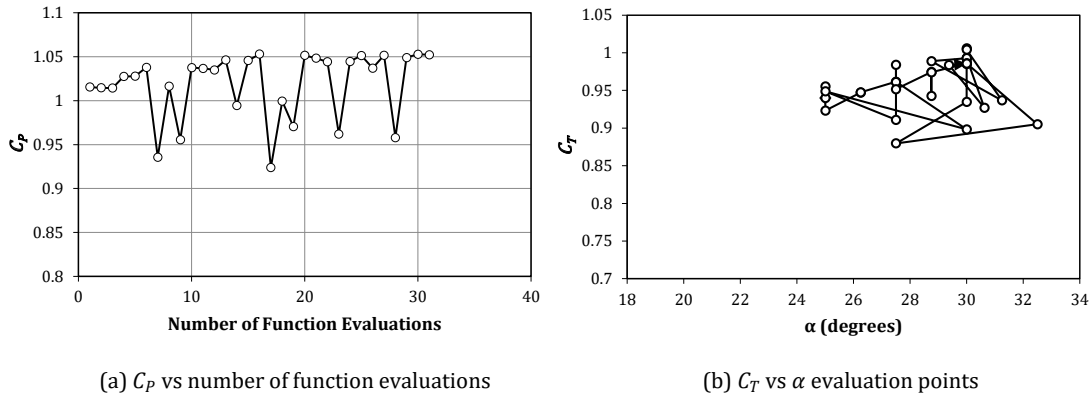 1.1
1.05
1
0.95
0.9
0.85
0.8
C_P
0 10 20 30 40
Number of Function Evaluations
(a) C_P vs number of function evaluations
1.05
1
0.95
0.9
0.85
0.8
0.75
0.7
C_T
18 20 22 24 26 28 30 32 34
α (degrees)
(b) C_T vs α evaluation points